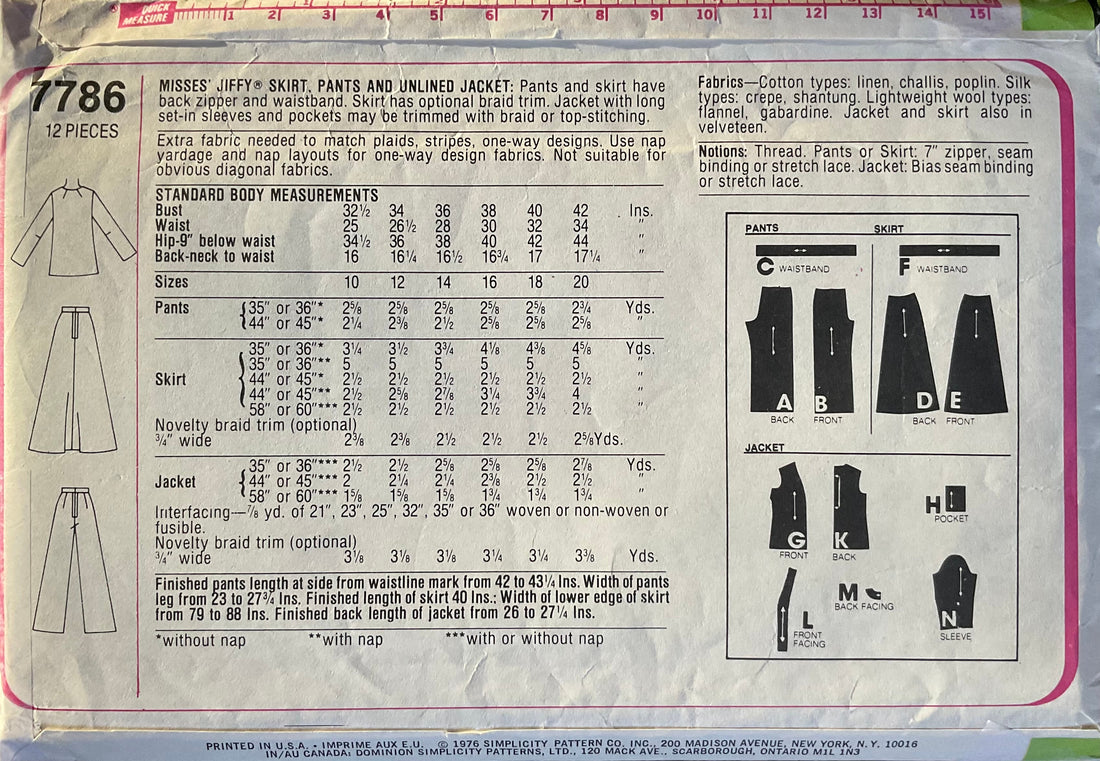 QUICK MEASURE 1 2 3 4 5 6 7 8 9 10 11 12 13 14 15
7786
12 PIECES
MISSES' JIFFY® SKIRT, PANTS AND UNLINED JACKET: Pants and skirt have
back zipper and waistband. Skirt has optional braid trim. Jacket with long
set-in sleeves and pockets may be trimmed with braid or top-stitching.
Extra fabric needed to match plaids, stripes, one-way designs. Use nap
yardage and nap layouts for one-way design fabrics. Not suitable for
obvious diagonal fabrics.
STANDARD BODY MEASUREMENTS
Bust 32½ 34 36 38 40 42 Ins.
Waist 25 26½ 28 30 32 34 "
Hip-9" below waist 34½ 36 38 40 42 44 "
Back-neck to waist 16 16¼ 16½ 16¾ 17 17¼ "
Sizes 10 12 14 16 18 20
Pants 35" or 36"* 2⅝ 2⅝ 2⅝ 2⅝ 2⅝ 2¾ Yds.
44" or 45"* 2¼ 2⅜ 2½ 2⅝ 2⅝ 2⅝ "
Skirt
35" or 36"* 3¼ 3½ 3¾ 4⅛ 4⅜ 4⅝ Yds.
35" or 36"** 5 5 5 5 5 5 "
44" or 45"* 2½ 2½ 2½ 2½ 2½ 2½ "
44" or 45"** 2½ 2⅝ 2⅞ 3¼ 3¾ 4 "
58" or 60"*** 2½ 2½ 2½ 2½ 2½ 2½ "
Novelty braid trim (optional)
¾" wide 2⅜ 2⅜ 2½ 2½ 2½ 2⅝ Yds.
Jacket
35" or 36"*** 2½ 2½ 2⅝ 2⅝ 2⅝ 2⅞ Yds.
44" or 45"*** 2 2¼ 2¼ 2⅜ 2½ 2½ "
58" or 60"*** 1⅝ 1⅝ 1⅝ 1¾ 1¾ 1¾ "
Interfacing—⅞ yd. of 21", 23", 25", 32", 35" or 36" woven or non-woven or
fusible.
Novelty braid trim (optional)
¾" wide 3⅛ 3⅛ 3⅛ 3¼ 3¼ 3⅜ Yds.
Finished pants length at side from waistline mark from 42 to 43¼ Ins. Width of pants
leg from 23 to 27¾ Ins. Finished length of skirt 40 Ins.; Width of lower edge of skirt
from 79 to 88 Ins. Finished back length of jacket from 26 to 27¼ Ins.
*without nap **with nap ***with or without nap
Fabrics—Cotton types: linen, challis, poplin. Silk
types: crepe, shantung. Lightweight wool types:
flannel, gabardine. Jacket and skirt also in
velveteen.
Notions: Thread. Pants or Skirt: 7" zipper, seam
binding or stretch lace. Jacket: Bias seam binding
or stretch lace.
PANTS SKIRT
C WAISTBAND F WAISTBAND
A B D E
BACK FRONT BACK FRONT
JACKET
G K
FRONT BACK
H
POCKET
L
FRONT
FACING
M
BACK FACING
N
SLEEVE
PRINTED IN U.S.A. • IMPRIME AUX E.U. © 1976 SIMPLICITY PATTERN CO. INC., 200 MADISON AVENUE, NEW YORK, N.Y. 10016
IN/AU CANADA: DOMINION SIMPLICITY PATTERNS, LTD., 120 MACK AVE., SCARBOROUGH, ONTARIO M1L 1N3